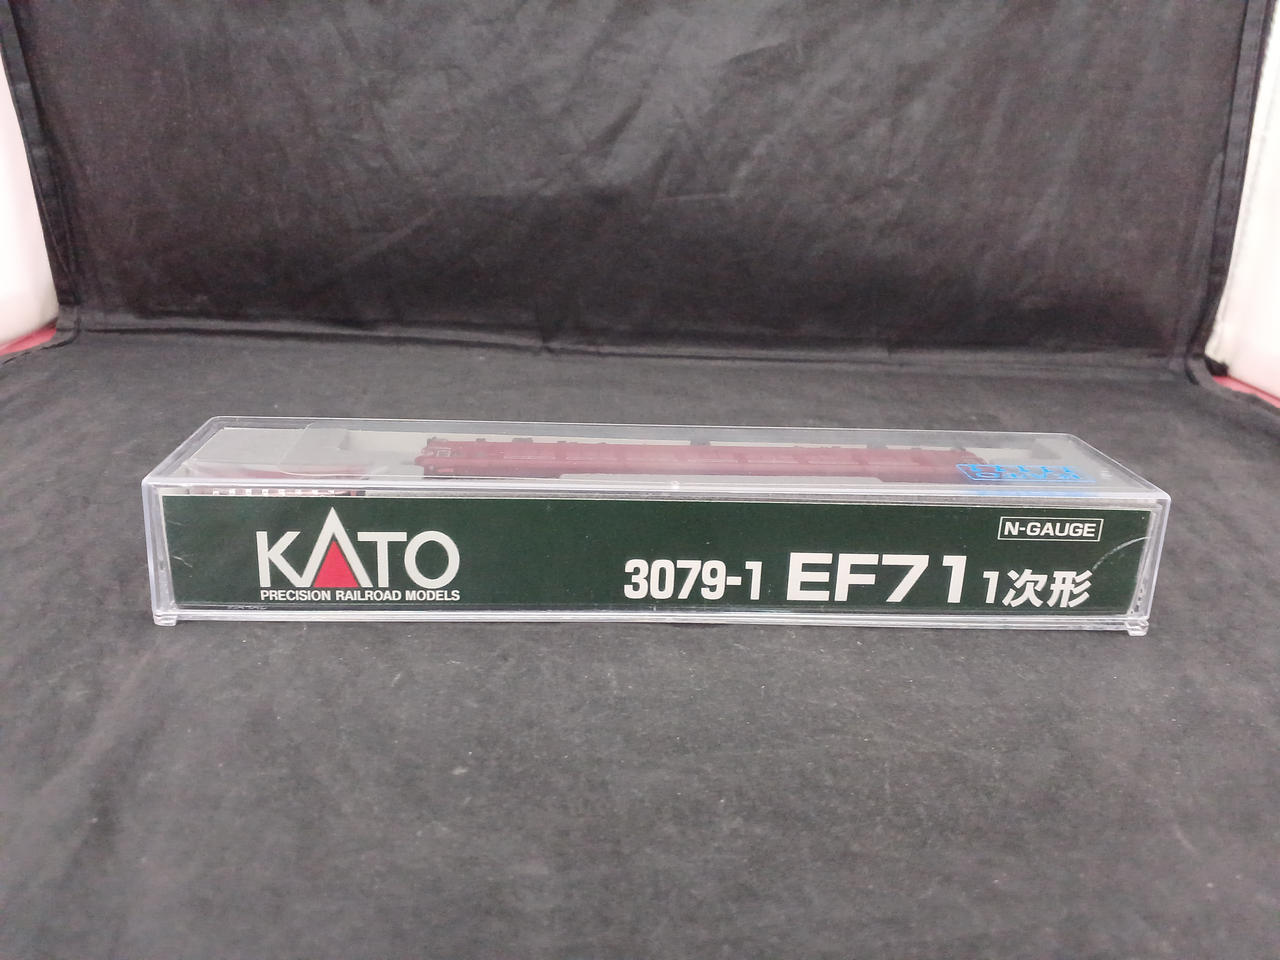 N-GAUGE
KATO
PRECISION RAILROAD MODELS
3079-1 EF71 1次形